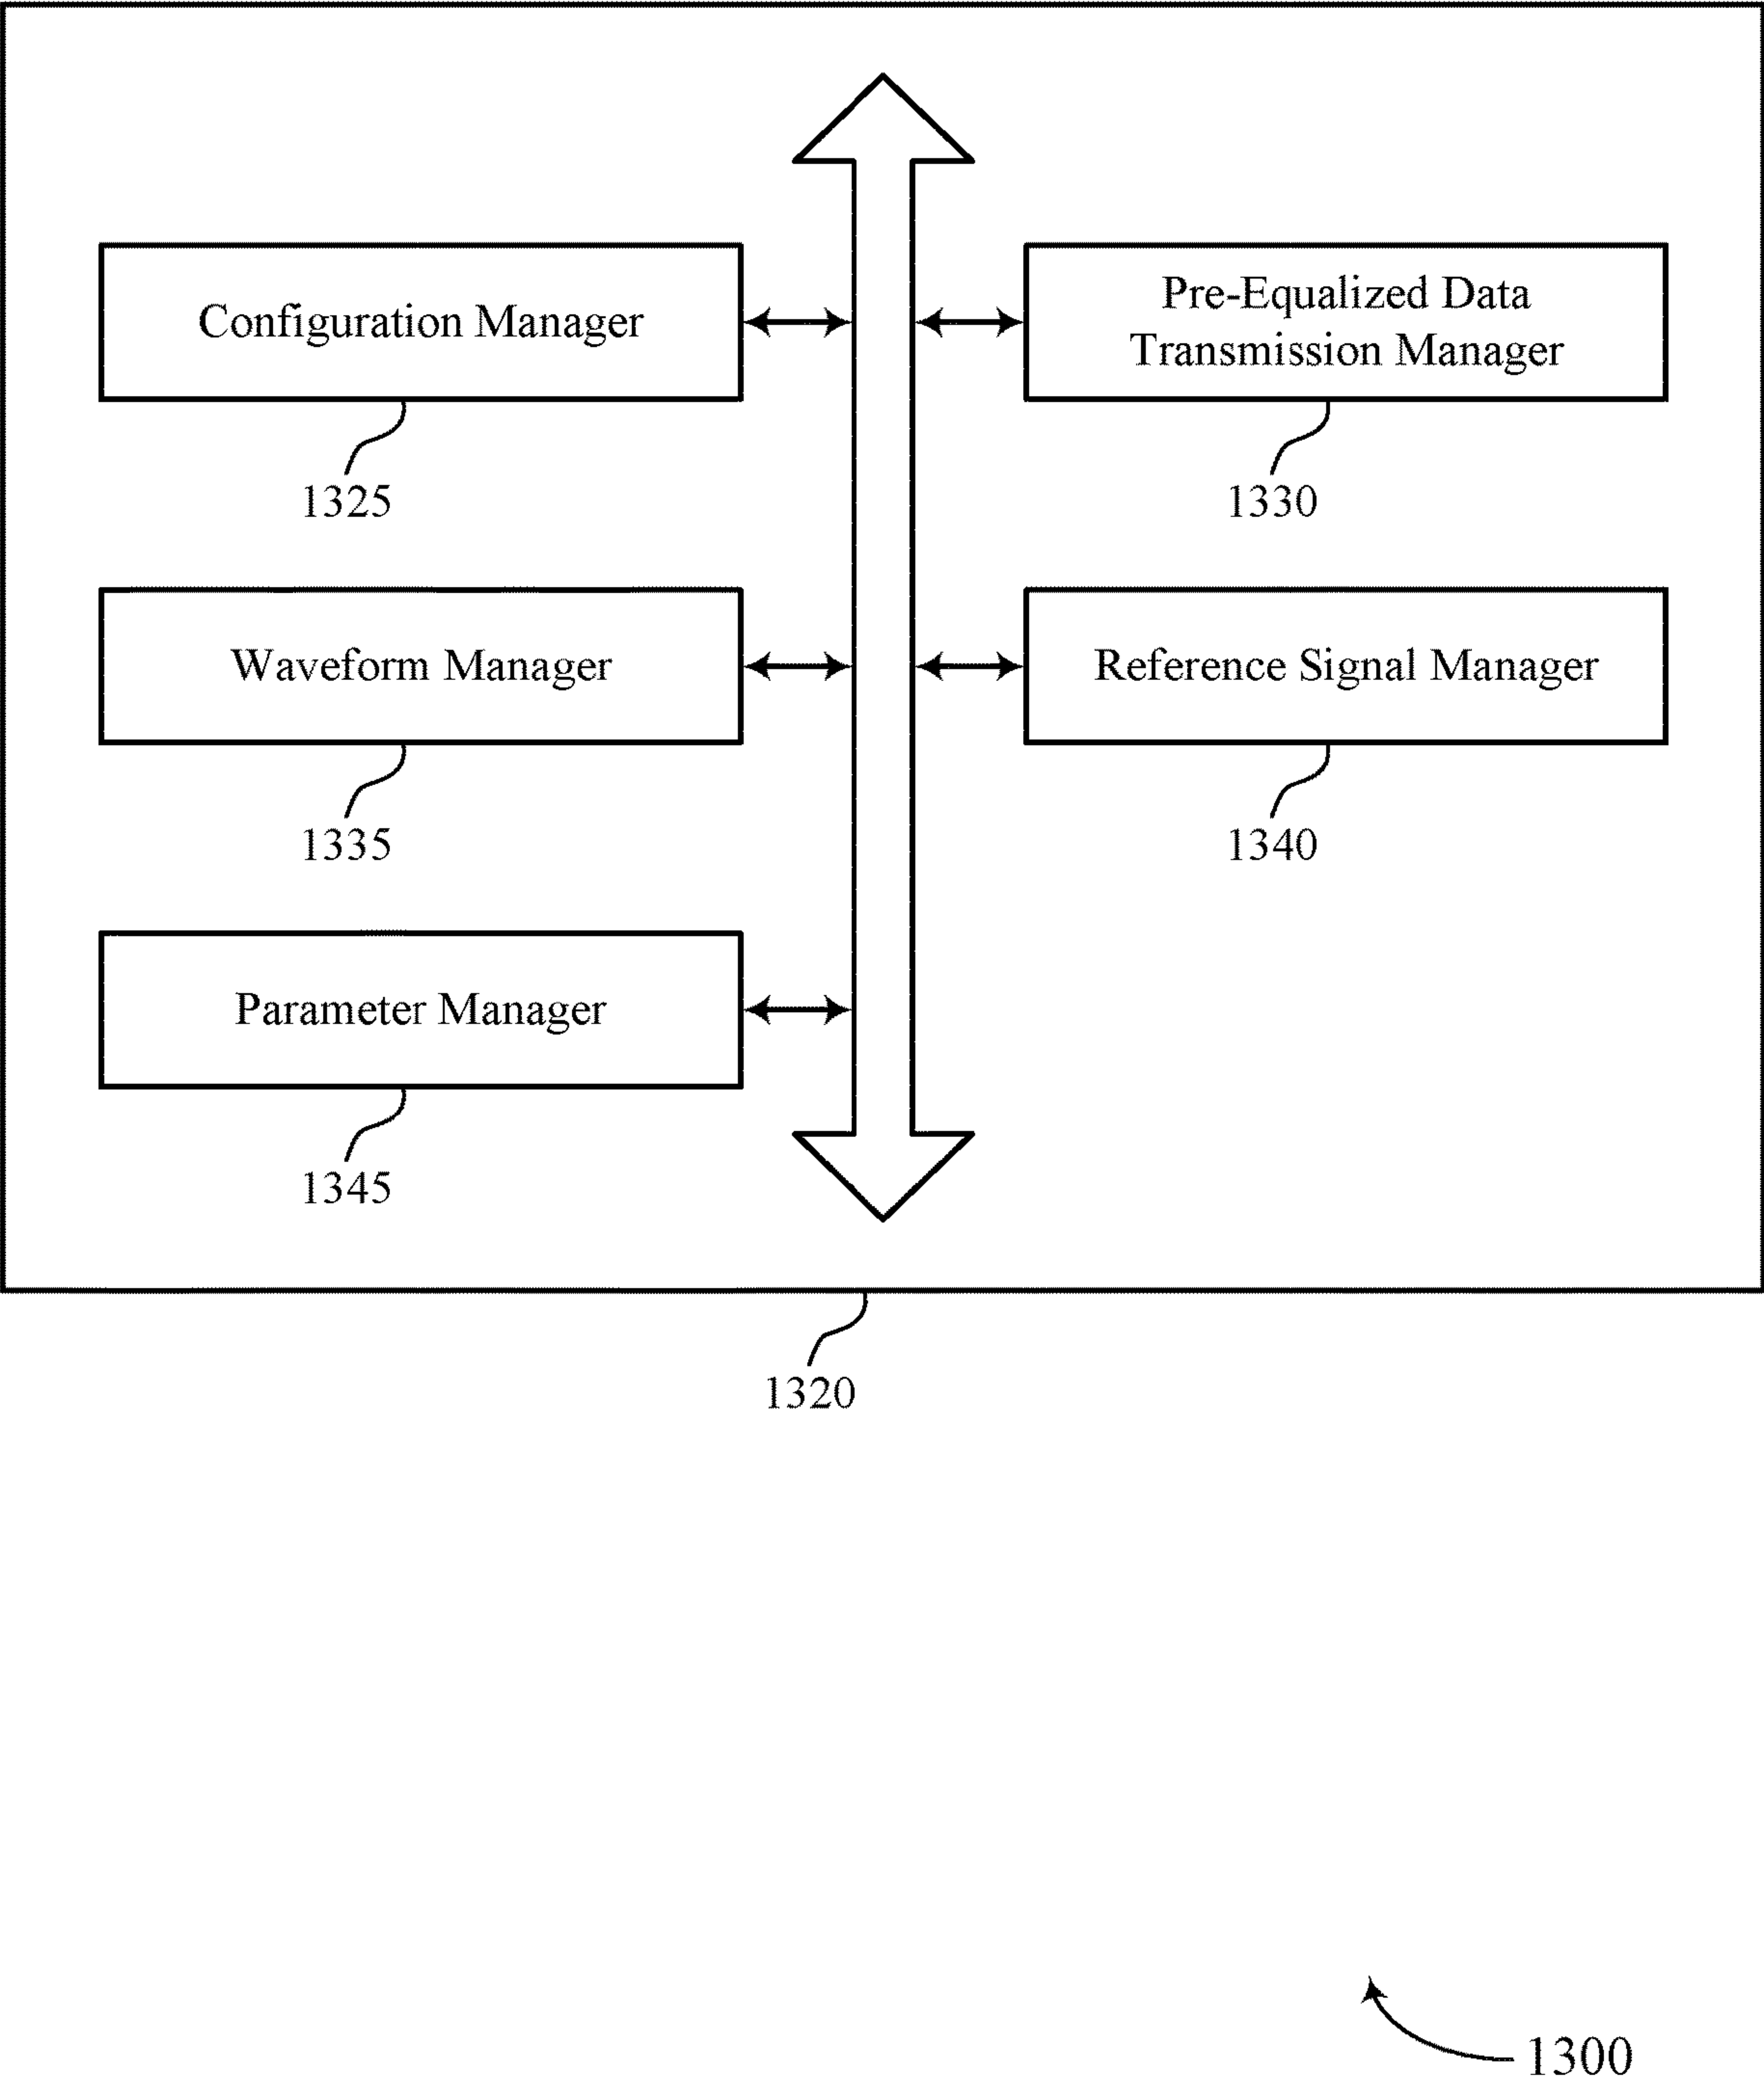 Configuration Manager
1325
Pre-Equalized Data
Transmission Manager
1330
Waveform Manager
1335
Reference Signal Manager
1340
Parameter Manager
1345
1320
1300